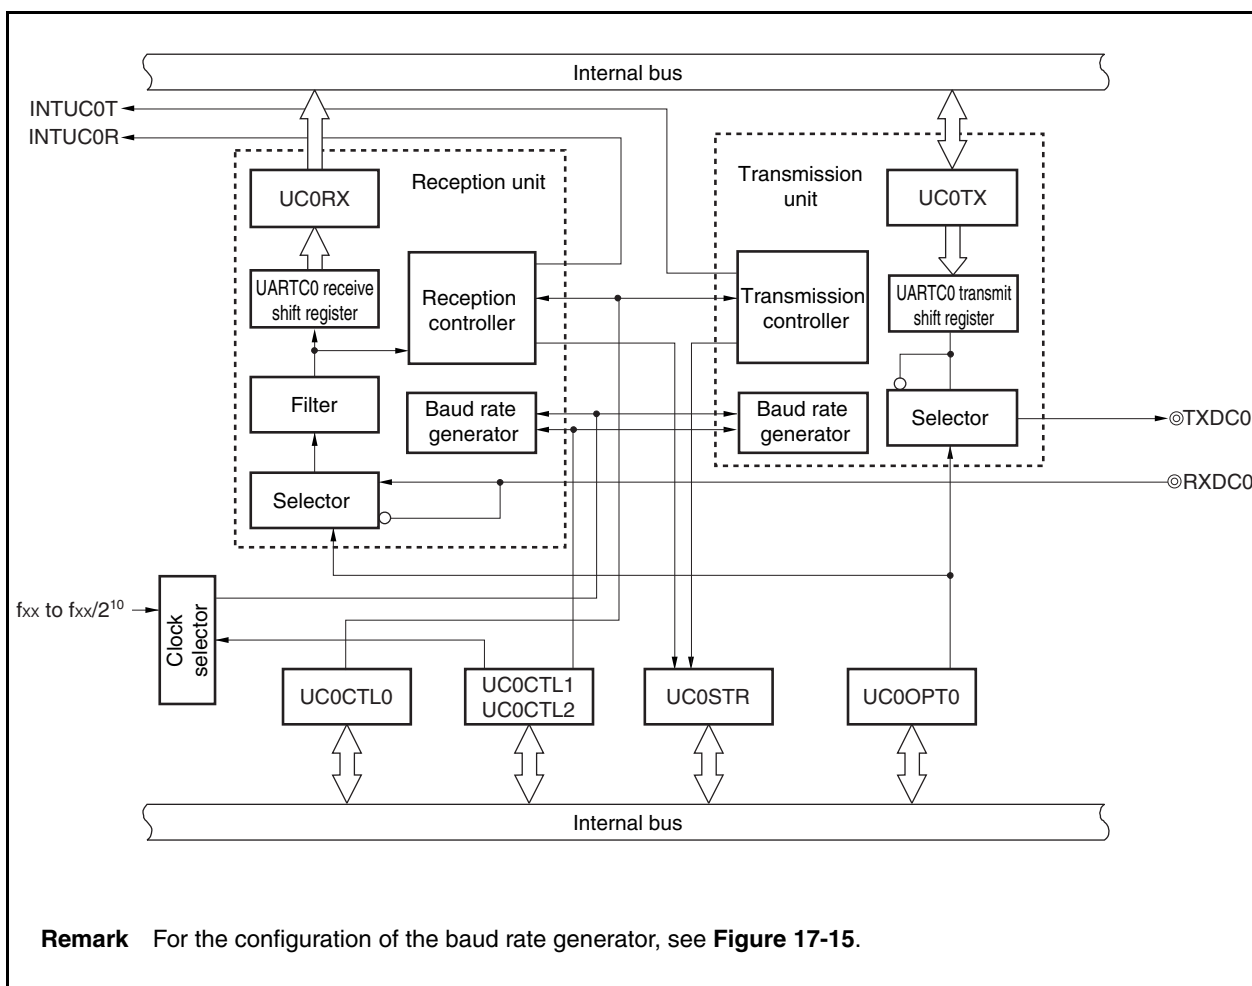 Internal bus
INTUC0T
INTUC0R
Reception unit
Transmission
unit
UC0RX
UC0TX
UARTC0 receive
shift register
Reception
controller
Transmission
controller
UARTC0 transmit
shift register
Filter
Baud rate
generator
Baud rate
generator
Selector
TXDC0
Selector
RXDC0
fxx to fxx/2¹⁰
Clock
selector
UC0CTL0
UC0CTL1
UC0CTL2
UC0STR
UC0OPT0
Internal bus
Remark For the configuration of the baud rate generator, see Figure 17-15.